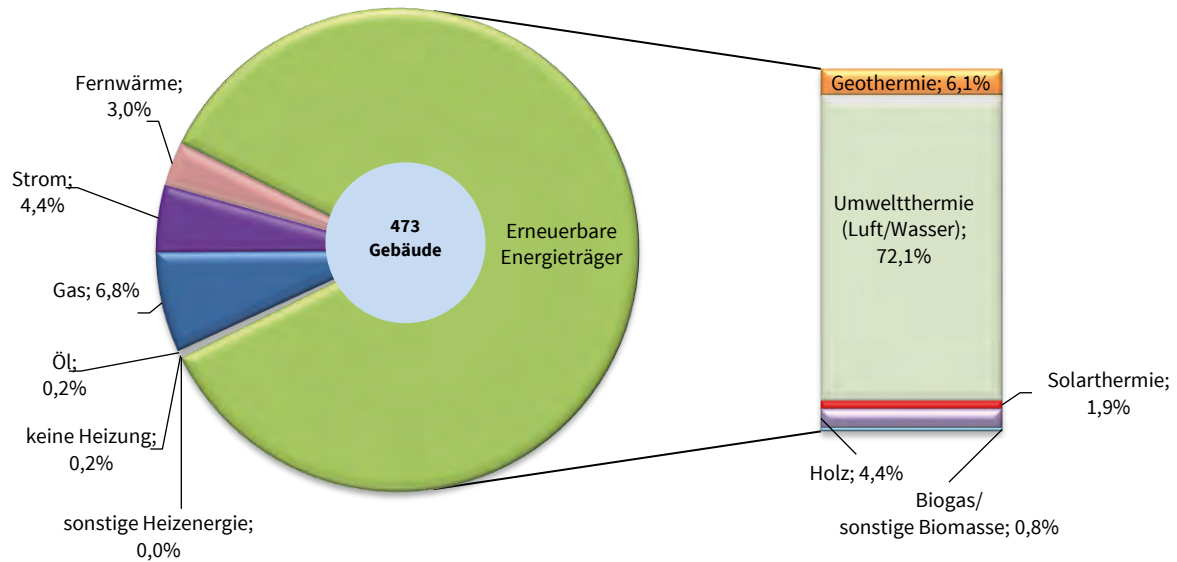 Fernwärme;
3,0%
Strom;
4,4%
Gas; 6,8%
Öl;
0,2%
keine Heizung;
0,2%
sonstige Heizenergie;
0,0%
473
Gebäude
Erneuerbare
Energieträger
Geothermie; 6,1%
Umweltthermie
(Luft/Wasser);
72,1%
Solarthermie;
1,9%
Holz; 4,4%
Biogas/
sonstige Biomasse; 0,8%